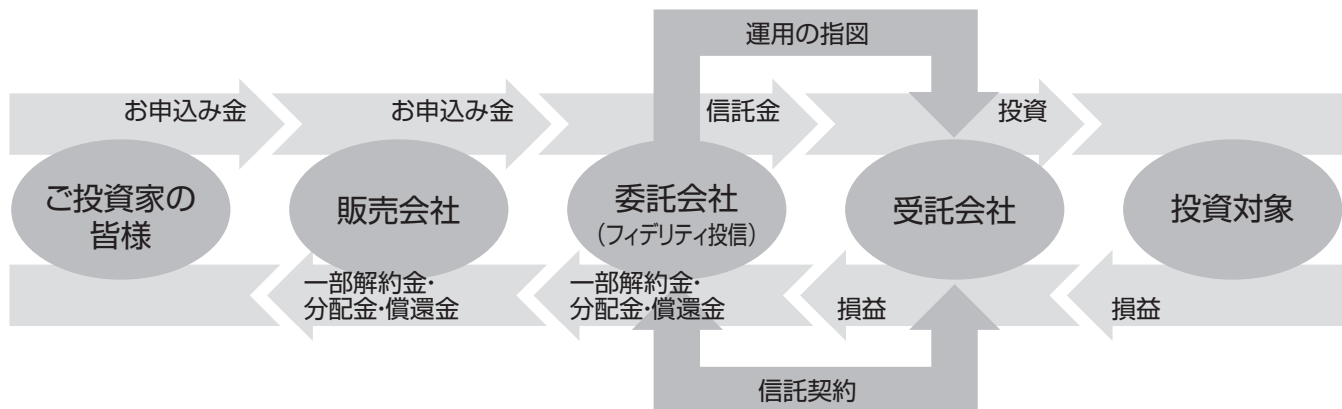 運用の指図
お申込み金
お申込み金
信託金
投資
ご投資家の
皆様
販売会社
委託会社
（フィデリティ投信）
受託会社
投資対象
一部解約金・
分配金・償還金
一部解約金・
分配金・償還金
損益
損益
信託契約